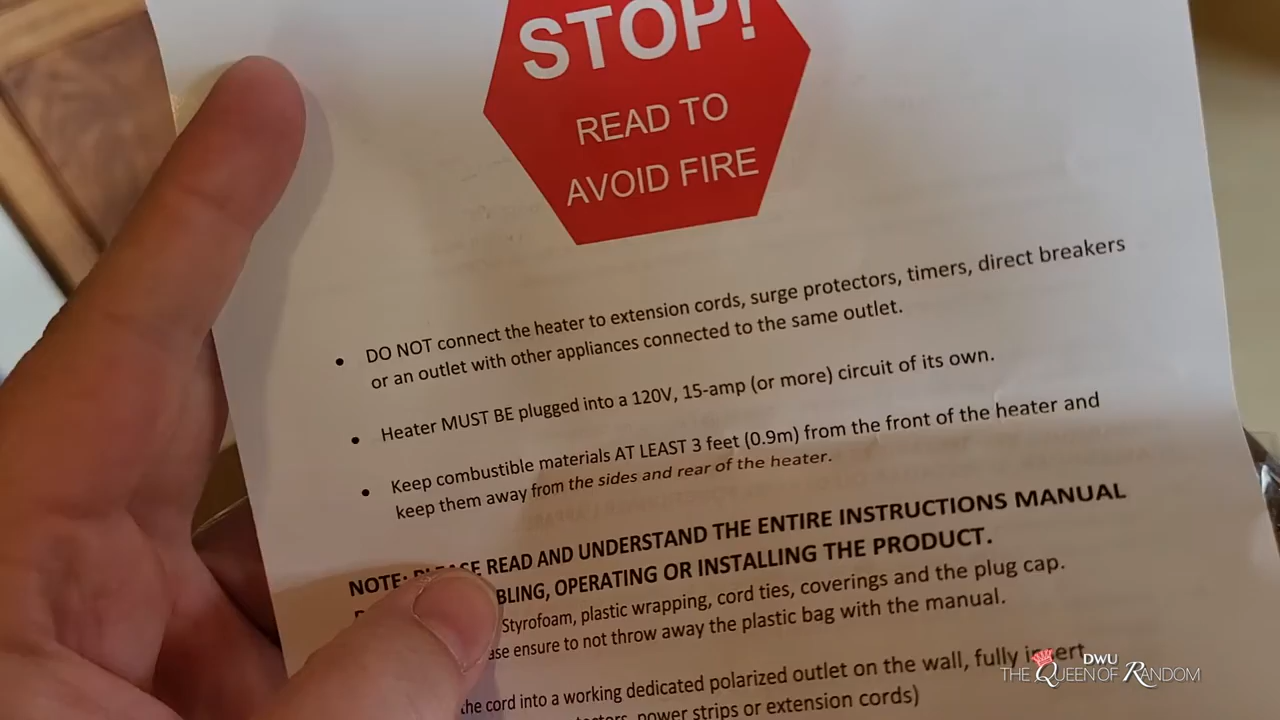 STOP!
READ TO
AVOID FIRE
• DO NOT connect the heater to extension cords, surge protectors, timers, direct breakers
or an outlet with other appliances connected to the same outlet.
• Heater MUST BE plugged into a 120V, 15-amp (or more) circuit of its own.
• Keep combustible materials AT LEAST 3 feet (0.9m) from the front of the heater and
keep them away from the sides and rear of the heater.
NOTE: PLEASE READ AND UNDERSTAND THE ENTIRE INSTRUCTIONS MANUAL
OPERATING OR INSTALLING THE PRODUCT.
Styrofoam, plastic wrapping, cord ties, coverings and the plug cap.
ensure to not throw away the plastic bag with the manual.
the cord into a working dedicated polarized outlet on the wall, fully insert
power strips or extension cords)
DWU
THE QUEEN OF RANDOM